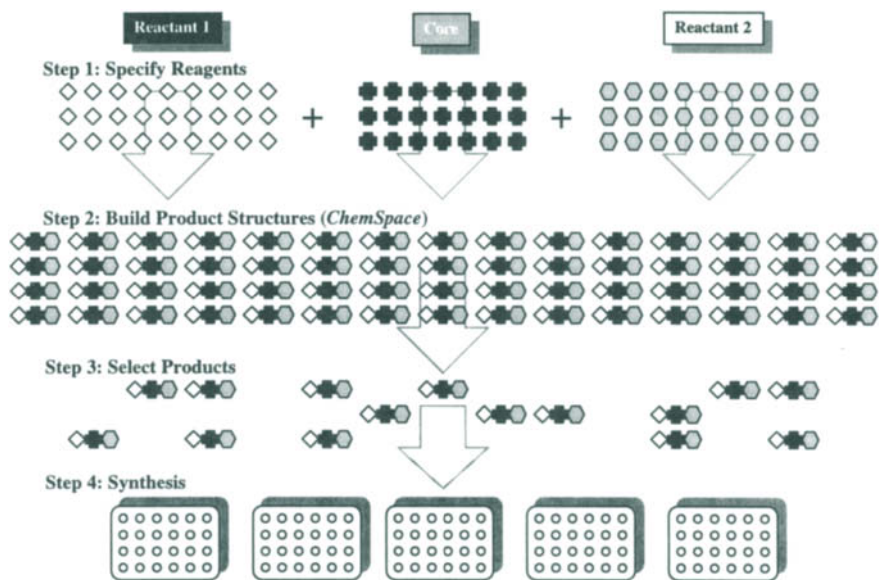 Reactant 1
Core
Reactant 2
Step 1: Specify Reagents
+
+
Step 2: Build Product Structures (ChemSpace)
Step 3: Select Products
Step 4: Synthesis